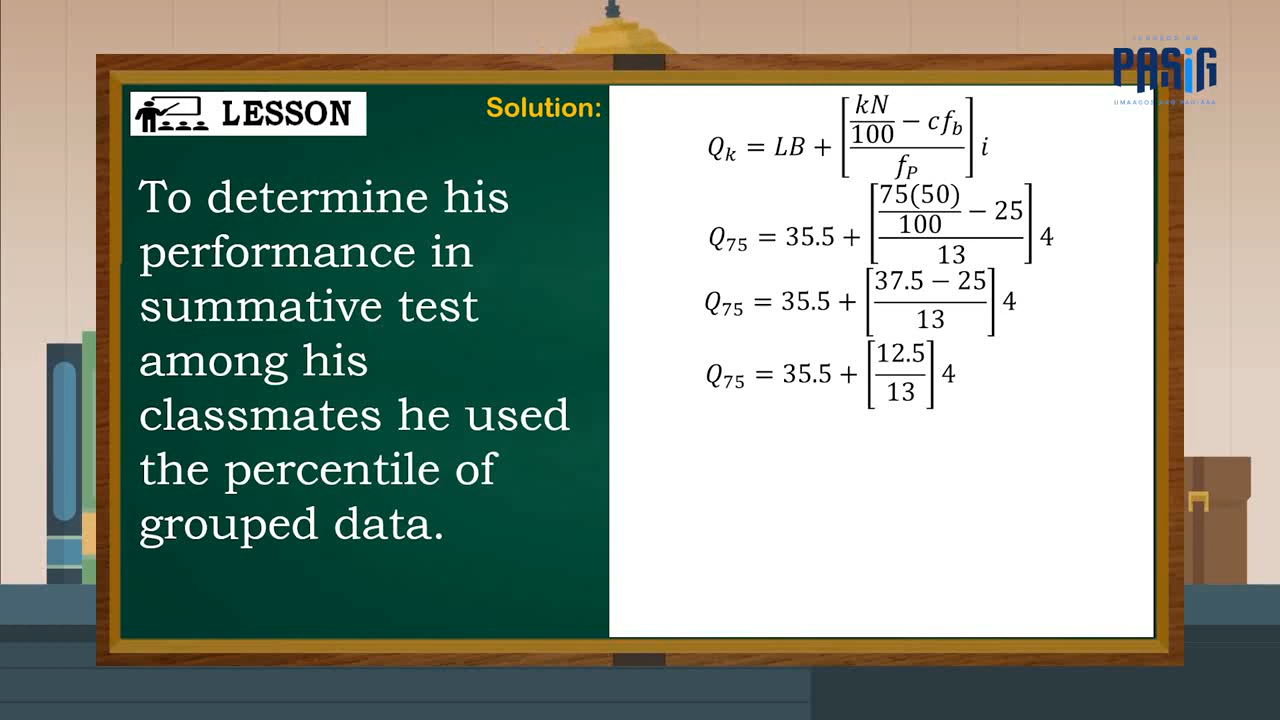 PASiG
LESSON
Solution:
To determine his
performance in
summative test
among his
classmates he used
the percentile of
grouped data.
Q_k = LB + [(kN/100 − cf_b)/f_P] i
Q_75 = 35.5 + [(75(50)/100 − 25)/13] 4
Q_75 = 35.5 + [(37.5 − 25)/13] 4
Q_75 = 35.5 + [12.5/13] 4